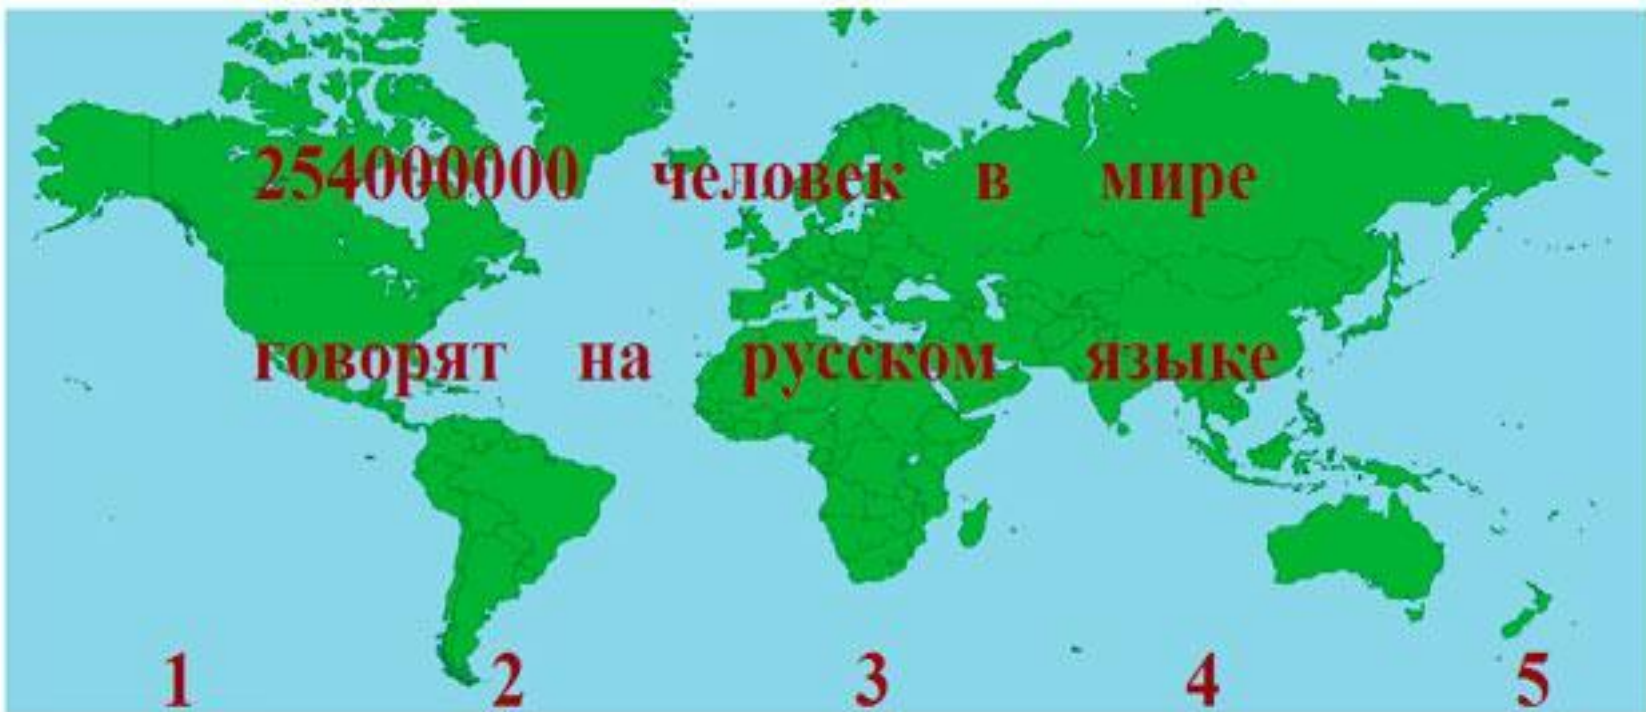 254000000 человек в мире
говорят на русском языке
1 2 3 4 5